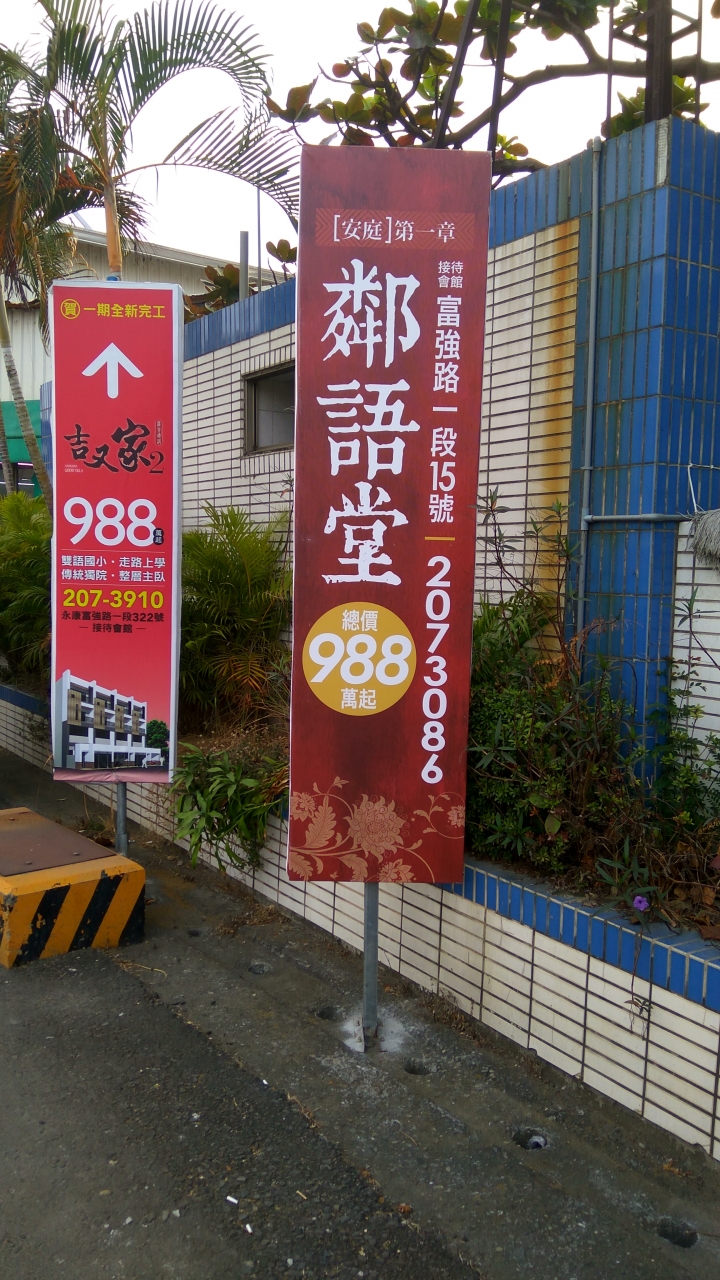 賀 一期全新完工
吉又家2
988萬起
雙語國小・走路上學
傳統獨院・整層主臥
207-3910
永康富強路一段322號
—接待會館—
[安庭]第一章
鄰語堂
總價
988
萬起
接待會館
富強路一段15號
2073086